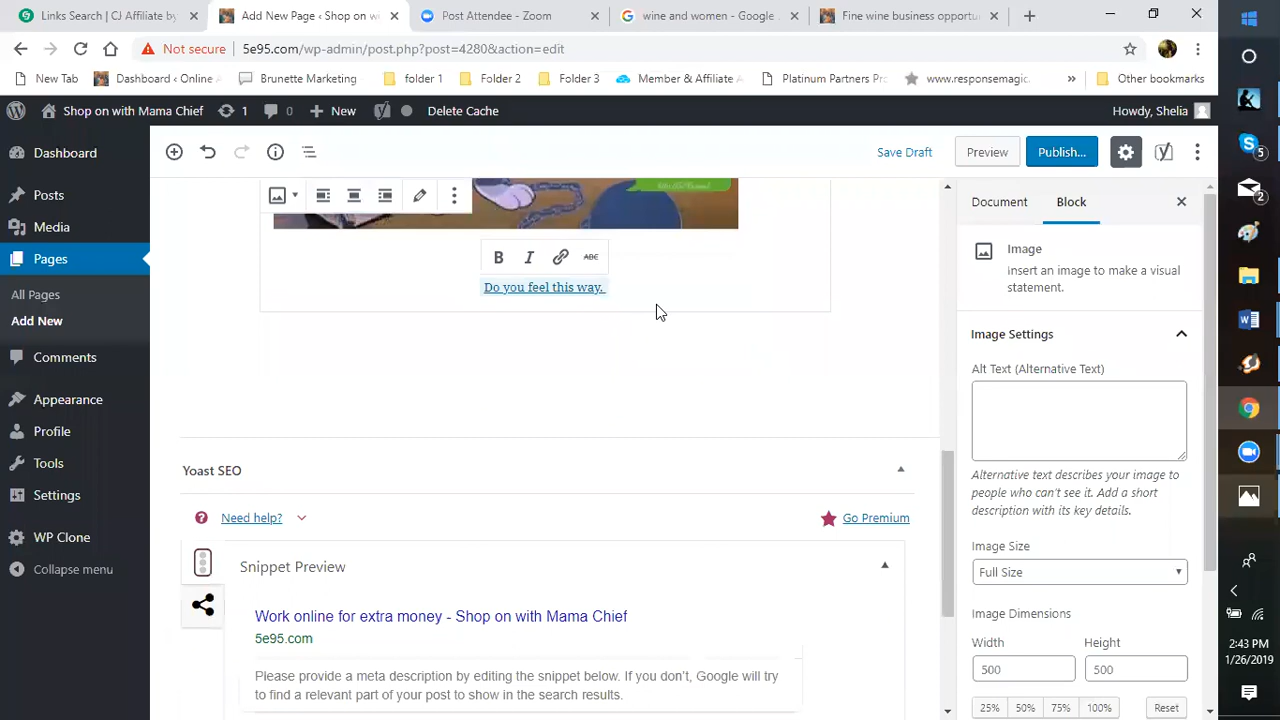 Links Search | CJ Affiliate by
Add New Page ‹ Shop on wi
Post Attendee - Zoom
wine and women - Google
Fine wine business opportu
Not secure
5e95.com/wp-admin/post.php?post=4280&action=edit
New Tab
Dashboard ‹ Online A
Brunette Marketing
folder 1
Folder 2
Folder 3
Member & Affiliate A
Platinum Partners Pro
www.responsemagic.
»
Other bookmarks
Shop on with Mama Chief
1
0
New
Delete Cache
Howdy, Shelia
Dashboard
Posts
Media
Pages
All Pages
Add New
Comments
Appearance
Profile
Tools
Settings
WP Clone
Collapse menu
Save Draft
Preview
Publish...
B I ABC
Do you feel this way.
Yoast SEO
Need help?
Go Premium
Snippet Preview
Work online for extra money - Shop on with Mama Chief
5e95.com
Please provide a meta description by editing the snippet below. If you don't, Google will try
to find a relevant part of your post to show in the search results.
Document
Block
Image
Insert an image to make a visual
statement.
Image Settings
Alt Text (Alternative Text)
Alternative text describes your image to
people who can't see it. Add a short
description with its key details.
Image Size
Full Size
Image Dimensions
Width
Height
500
500
25%
50%
75%
100%
Reset
5
2
2:43 PM
1/26/2019